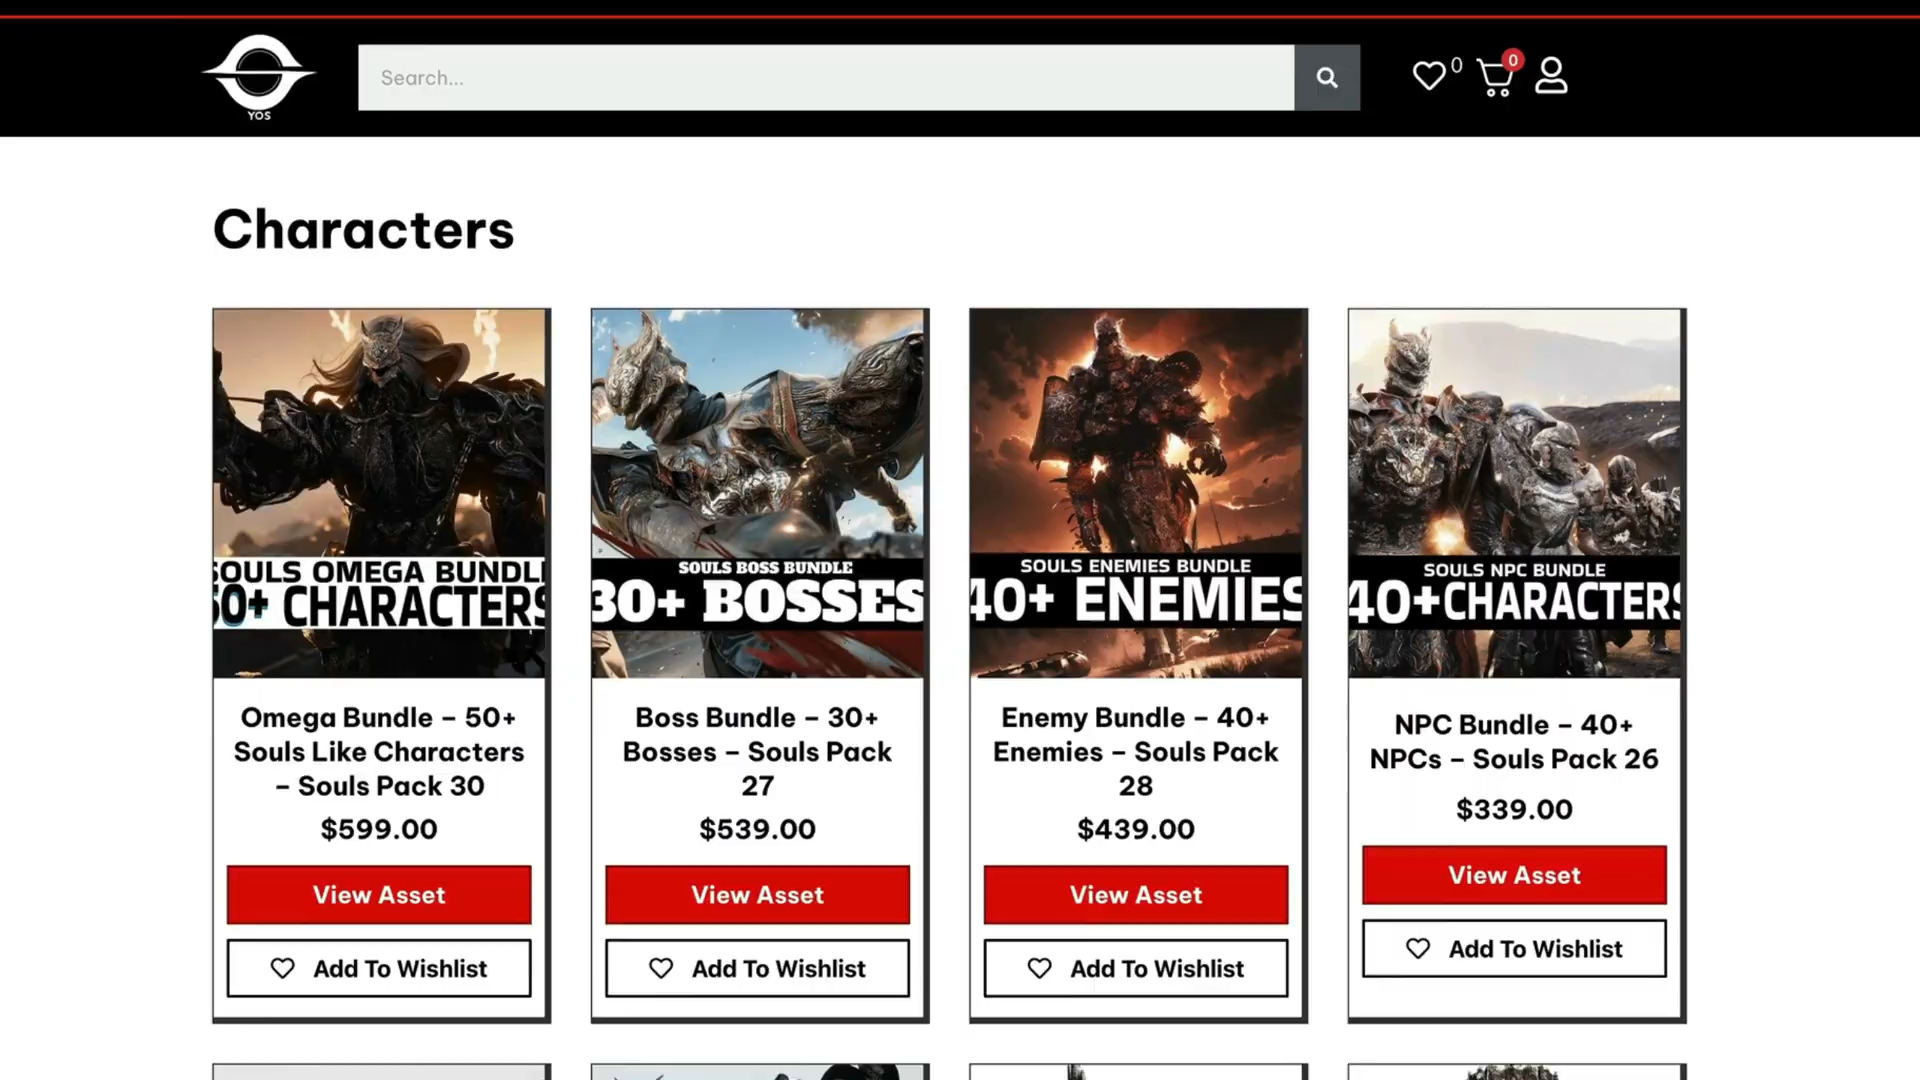 YOS
Search...
0
0
Characters
SOULS OMEGA BUNDLE
50+ CHARACTERS
SOULS BOSS BUNDLE
30+ BOSSES
SOULS ENEMIES BUNDLE
40+ ENEMIES
SOULS NPC BUNDLE
40+CHARACTERS
Omega Bundle – 50+
Souls Like Characters
– Souls Pack 30
$599.00
View Asset
Add To Wishlist
Boss Bundle – 30+
Bosses – Souls Pack
27
$539.00
View Asset
Add To Wishlist
Enemy Bundle – 40+
Enemies – Souls Pack
28
$439.00
View Asset
Add To Wishlist
NPC Bundle – 40+
NPCs – Souls Pack 26
$339.00
View Asset
Add To Wishlist